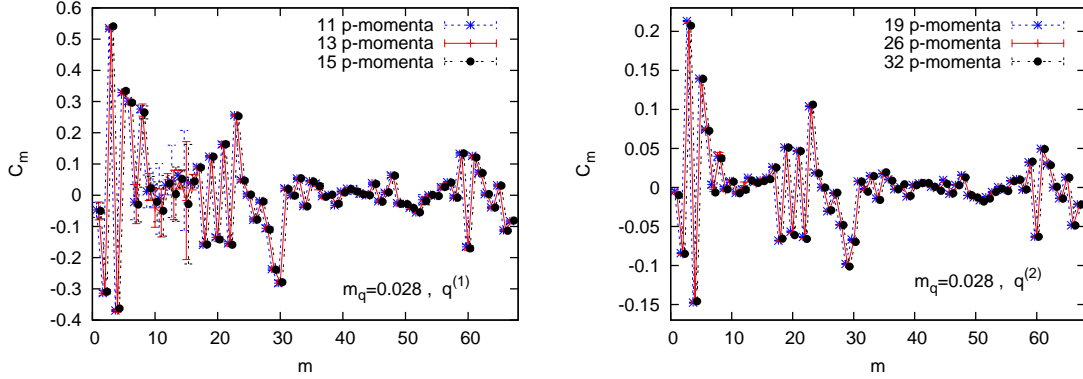 0.6
0.5
0.4
0.3
0.2
0.1
0
-0.1
-0.2
-0.3
-0.4
C_m
0 10 20 30 40 50 60
m
11 p-momenta
13 p-momenta
15 p-momenta
m_q=0.028 , q^(1)
0.2
0.15
0.1
0.05
0
-0.05
-0.1
-0.15
C_m
0 10 20 30 40 50 60
m
19 p-momenta
26 p-momenta
32 p-momenta
m_q=0.028 , q^(2)